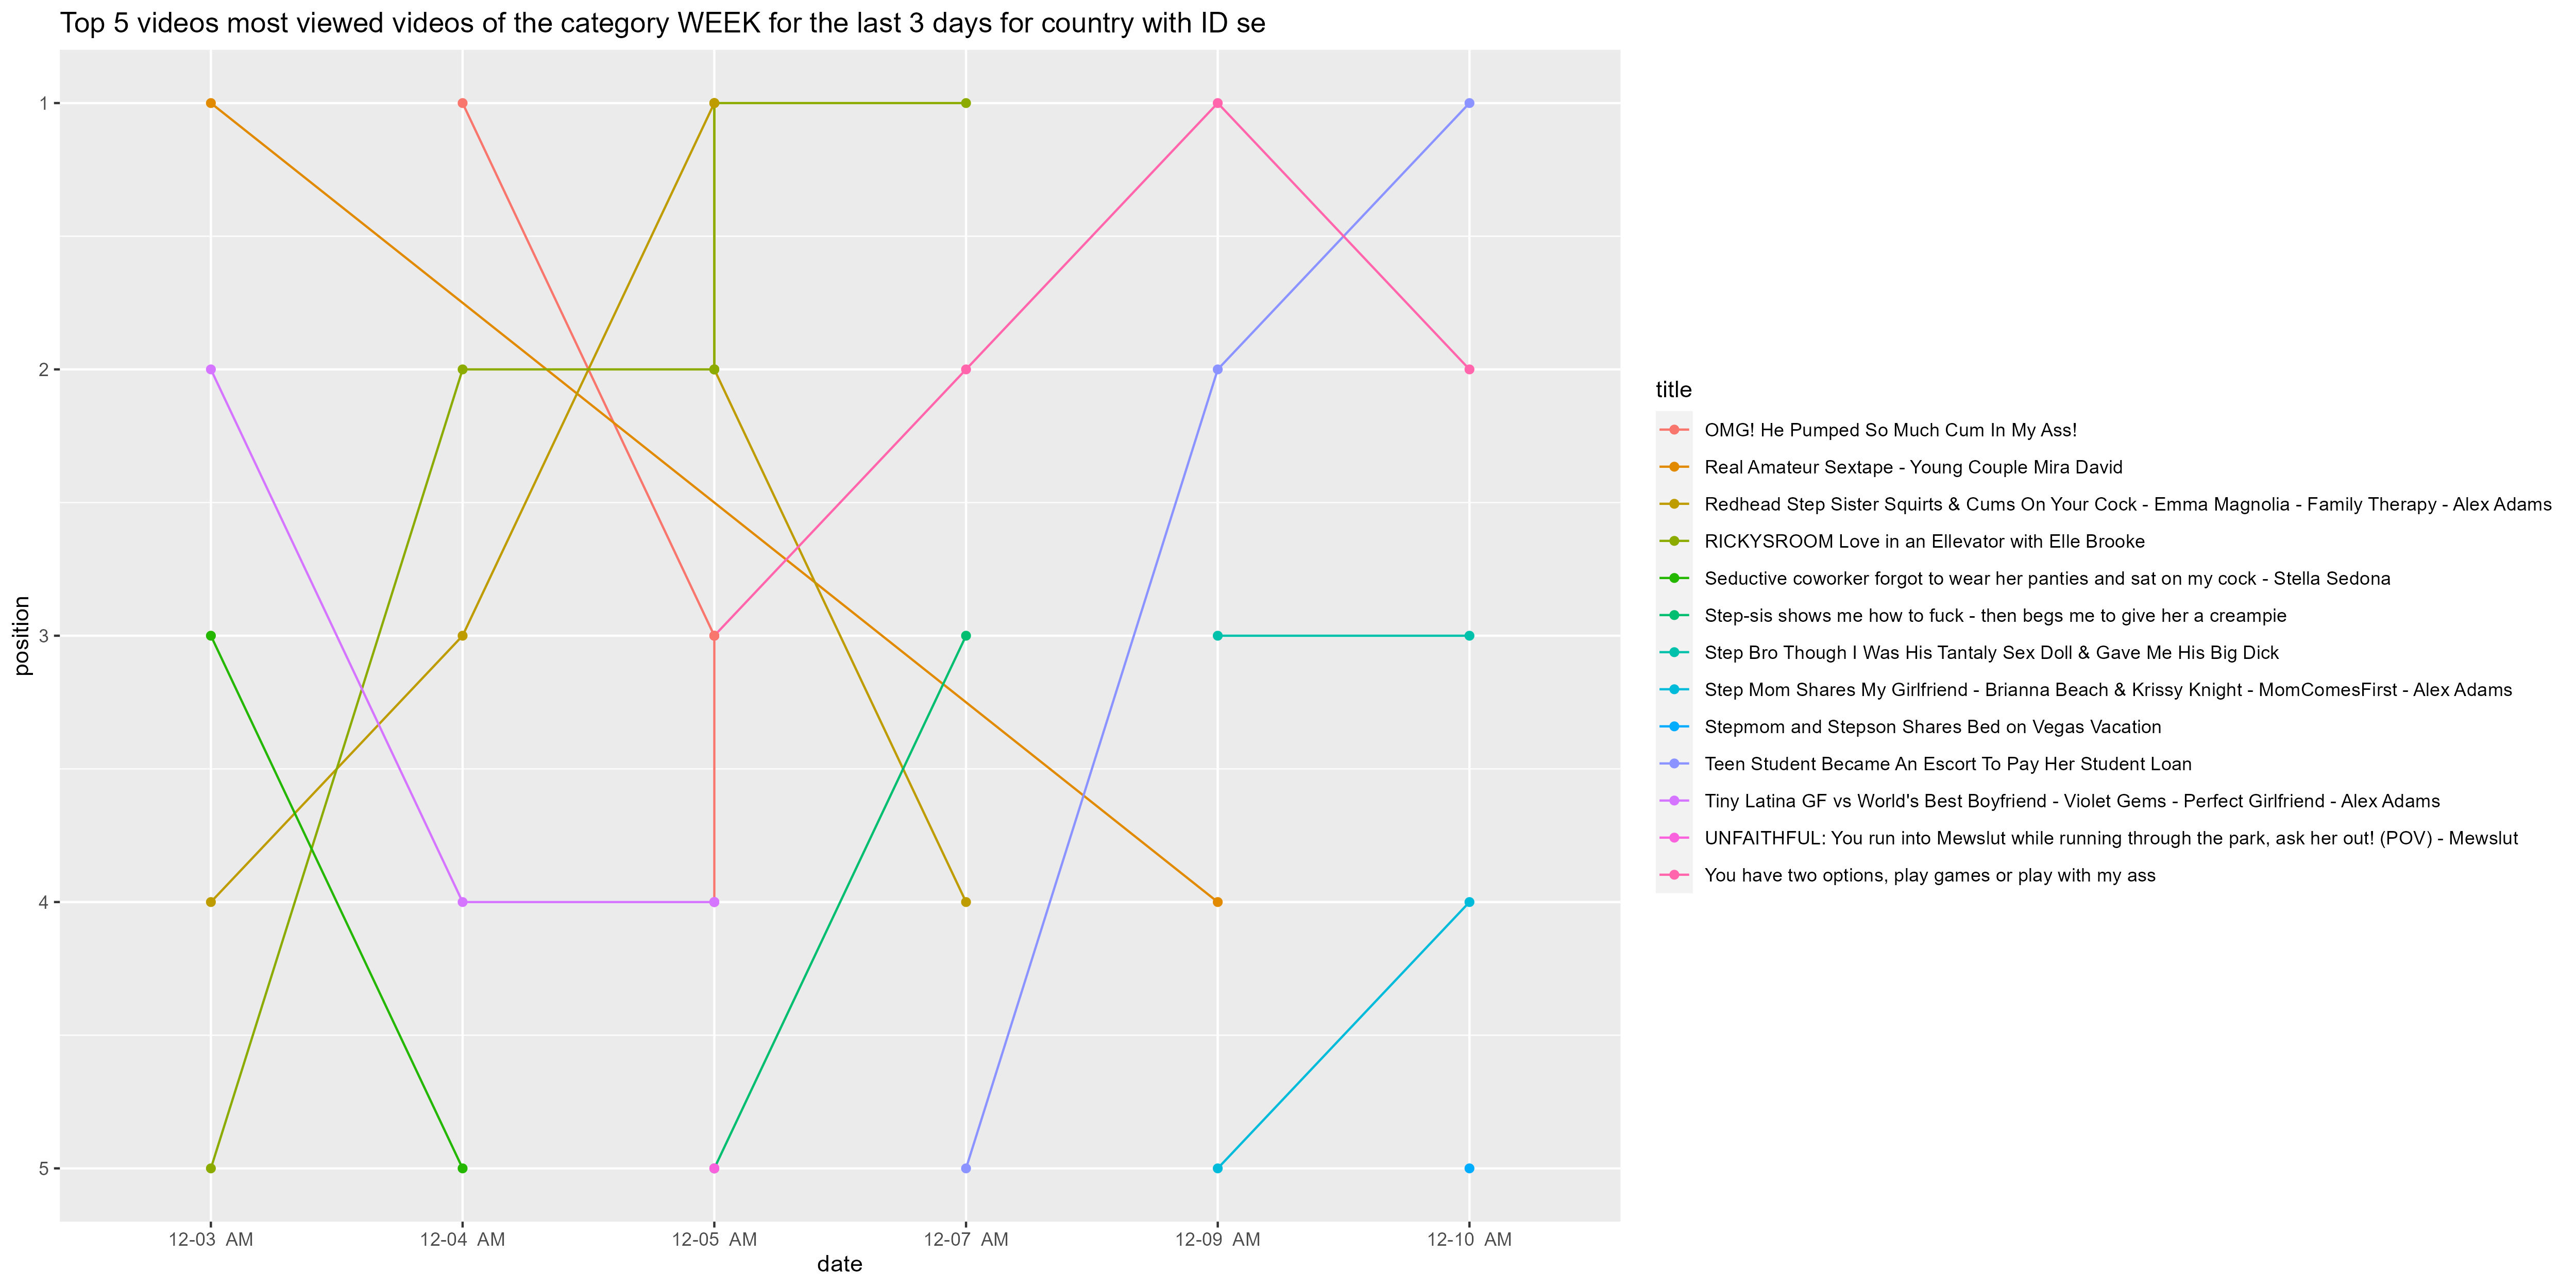 Top 5 videos most viewed videos of the category WEEK for the last 3 days for country with ID se
position
1
2
3
4
5
12-03 AM
12-04 AM
12-05 AM
12-07 AM
12-09 AM
12-10 AM
date
title
OMG! He Pumped So Much Cum In My Ass!
Real Amateur Sextape - Young Couple Mira David
Redhead Step Sister Squirts & Cums On Your Cock - Emma Magnolia - Family Therapy - Alex Adams
RICKYSROOM Love in an Ellevator with Elle Brooke
Seductive coworker forgot to wear her panties and sat on my cock - Stella Sedona
Step-sis shows me how to fuck - then begs me to give her a creampie
Step Bro Though I Was His Tantaly Sex Doll & Gave Me His Big Dick
Step Mom Shares My Girlfriend - Brianna Beach & Krissy Knight - MomComesFirst - Alex Adams
Stepmom and Stepson Shares Bed on Vegas Vacation
Teen Student Became An Escort To Pay Her Student Loan
Tiny Latina GF vs World's Best Boyfriend - Violet Gems - Perfect Girlfriend - Alex Adams
UNFAITHFUL: You run into Mewslut while running through the park, ask her out! (POV) - Mewslut
You have two options, play games or play with my ass